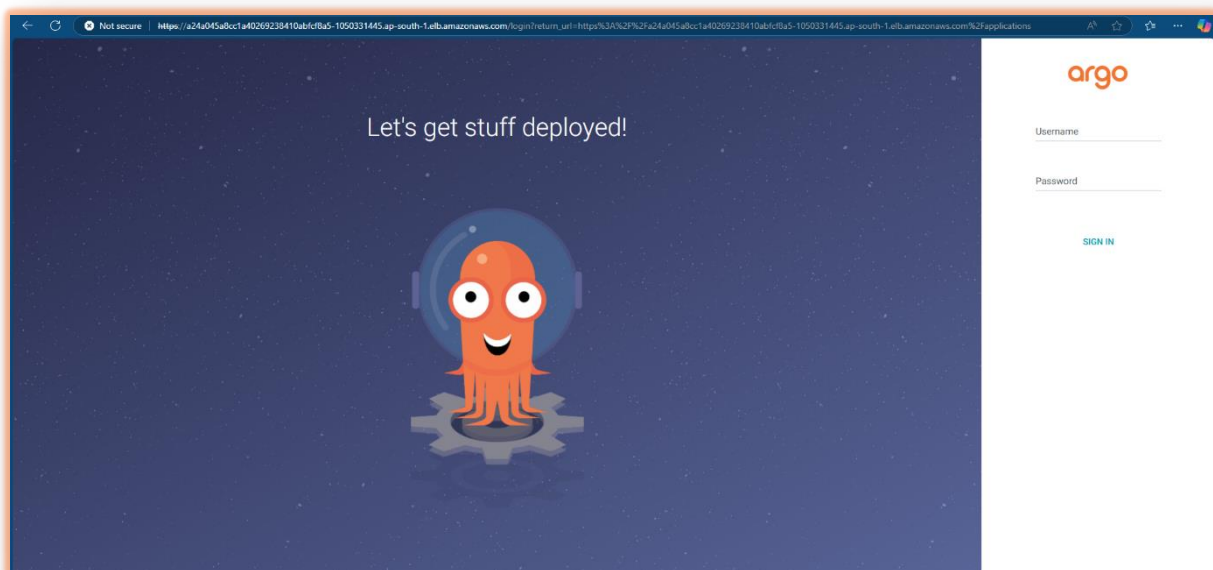 Not secure | https://a24a045a8cc1a40269238410abfcf8a5-1050331445.ap-south-1.elb.amazonaws.com/login?return_url=https%3A%2F%2Fa24a045a8cc1a40269238410abfcf8a5-1050331445.ap-south-1.elb.amazonaws.com%2Fapplications
argo
Let's get stuff deployed!
Username
Password
SIGN IN